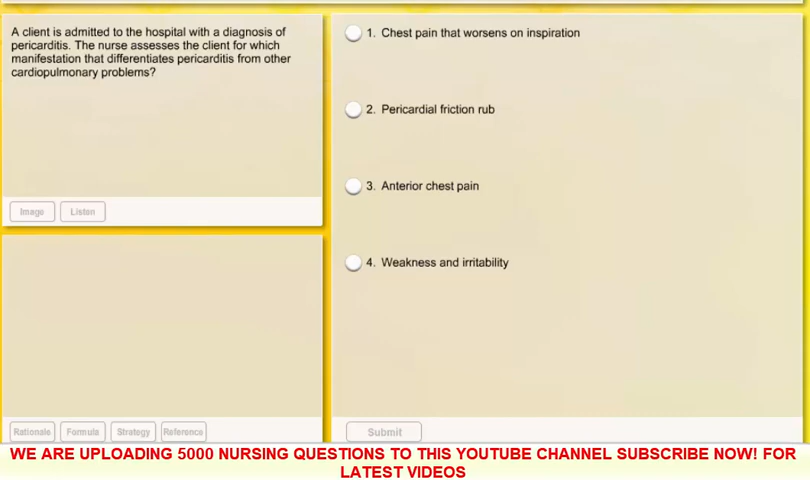 A client is admitted to the hospital with a diagnosis of
pericarditis. The nurse assesses the client for which
manifestation that differentiates pericarditis from other
cardiopulmonary problems?
Image Listen
1. Chest pain that worsens on inspiration
2. Pericardial friction rub
3. Anterior chest pain
4. Weakness and irritability
Rationale Formula Strategy Reference
Submit
WE ARE UPLOADING 5000 NURSING QUESTIONS TO THIS YOUTUBE CHANNEL SUBSCRIBE NOW! FOR
LATEST VIDEOS